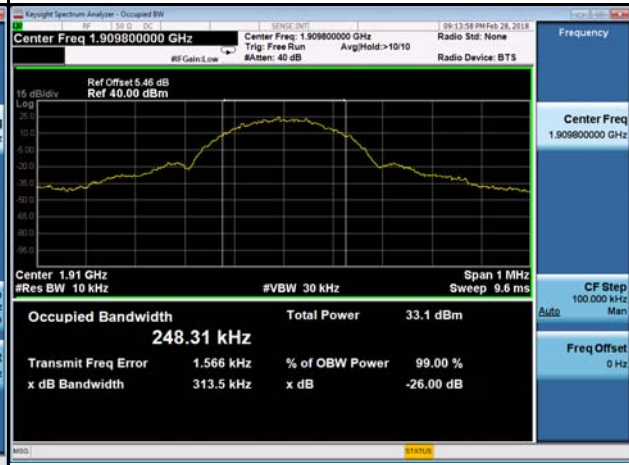 Keysight Spectrum Analyzer - Occupied BW
RF 50 Ω DC SENSE:INT 09:13:58 PM Feb 28, 2018
Center Freq 1.909800000 GHz Center Freq: 1.909800000 GHz Radio Std: None
Trig: Free Run Avg|Hold:>10/10
#IFGain:Low #Atten: 40 dB Radio Device: BTS
Ref Offset 5.46 dB
15 dB/div Ref 40.00 dBm
Log
25.0
10.0
-5.00
-20.0
-35.0
-50.0
-65.0
-80.0
-95.0
Center 1.91 GHz Span 1 MHz
#Res BW 10 kHz #VBW 30 kHz Sweep 9.6 ms
Occupied Bandwidth Total Power 33.1 dBm
248.31 kHz
Transmit Freq Error 1.566 kHz % of OBW Power 99.00 %
x dB Bandwidth 313.5 kHz x dB -26.00 dB
MSG STATUS
Frequency
Center Freq
1.909800000 GHz
CF Step
100.000 kHz
Auto Man
Freq Offset
0 Hz